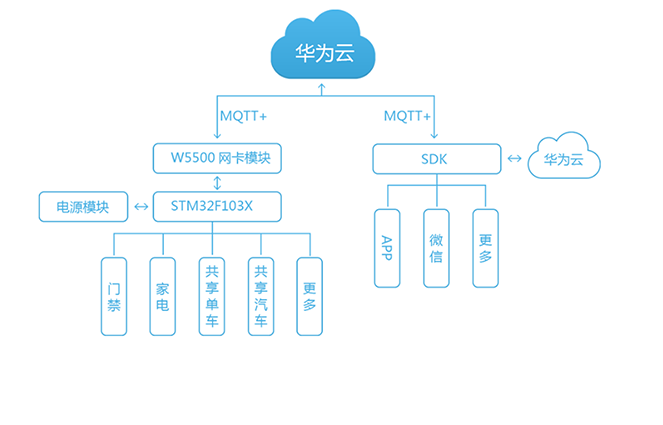 华为云
MQTT+
MQTT+
W5500 网卡模块
SDK
华为云
电源模块
STM32F103X
APP
微信
更多
门禁
家电
共享单车
共享汽车
更多